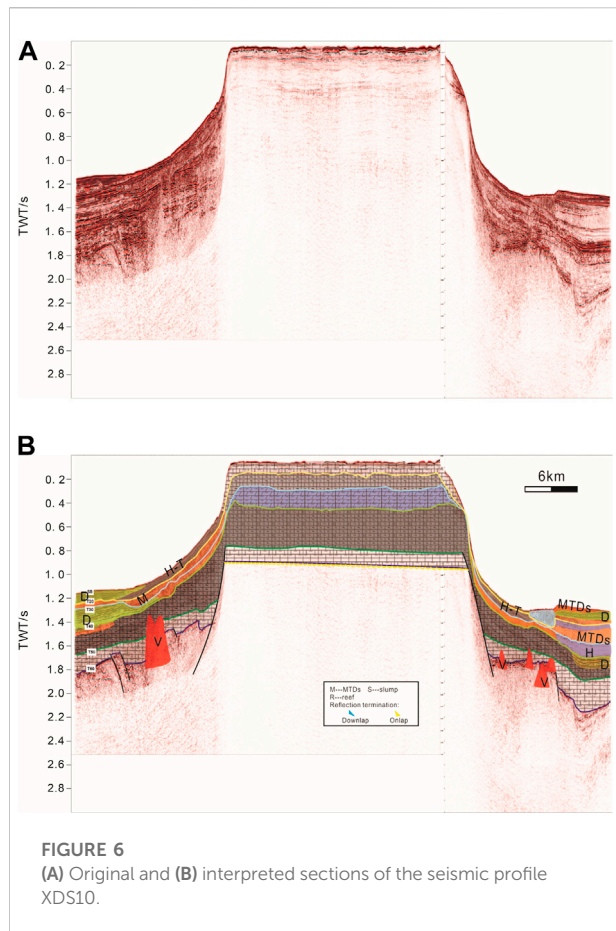 A
TWT/s
0.2
0.4
0.6
0.8
1.0
1.2
1.4
1.6
1.8
2.0
2.2
2.4
2.6
2.8
B
TWT/s
0.2
0.4
0.6
0.8
1.0
1.2
1.4
1.6
1.8
2.0
2.2
2.4
2.6
2.8
6km
H-T
M
D
D
V
H-T
MTDs
D
MTDs
H
D
V
V
M---MTDs S---slump
R---reef
Reflection termination:
Downlap Onlap
FIGURE 6
(A) Original and (B) interpreted sections of the seismic profile
XDS10.